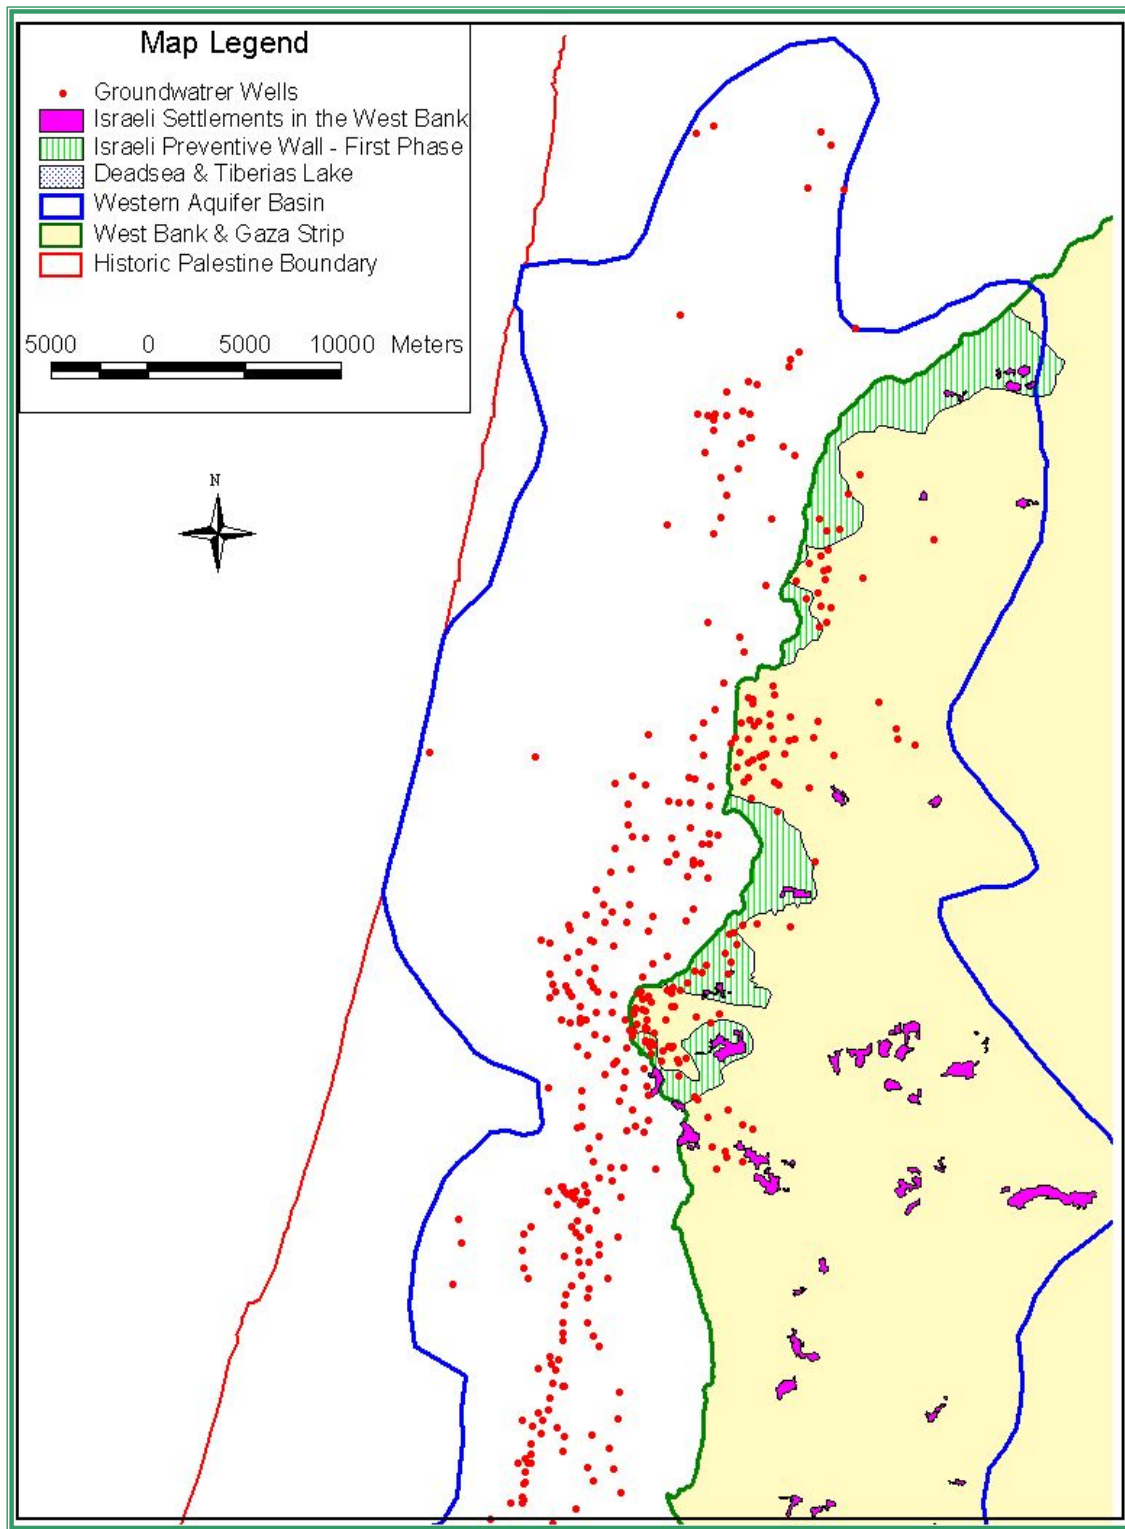 Map Legend
Groundwatrer Wells
Israeli Settlements in the West Bank
Israeli Preventive Wall - First Phase
Deadsea & Tiberias Lake
Western Aquifer Basin
West Bank & Gaza Strip
Historic Palestine Boundary
5000 0 5000 10000 Meters
N